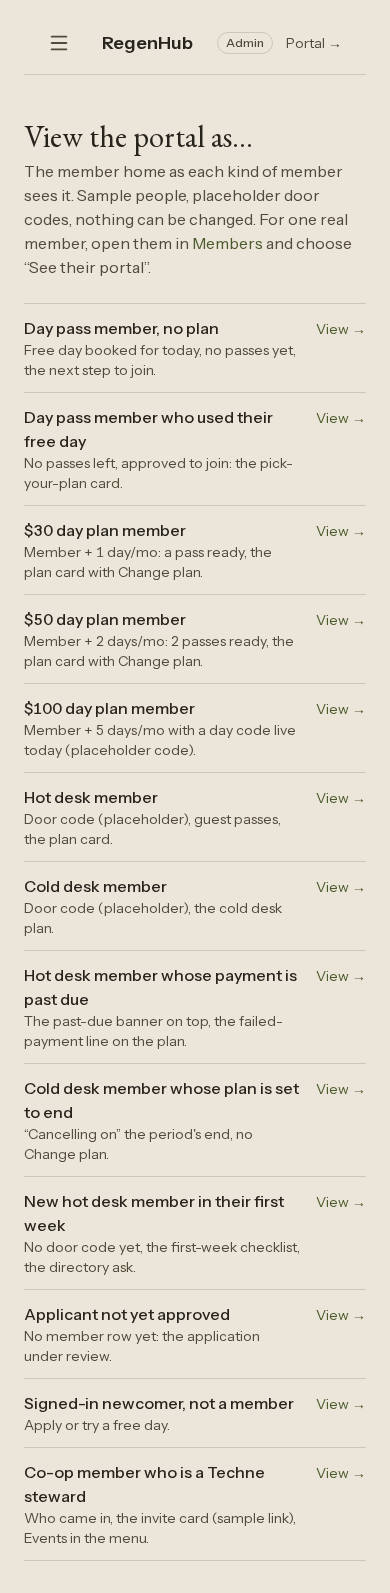 RegenHub Admin Portal →
View the portal as…
The member home as each kind of member
sees it. Sample people, placeholder door
codes, nothing can be changed. For one real
member, open them in Members and choose
“See their portal”.
Day pass member, no plan View →
Free day booked for today, no passes yet,
the next step to join.
Day pass member who used their View →
free day
No passes left, approved to join: the pick-
your-plan card.
$30 day plan member View →
Member + 1 day/mo: a pass ready, the
plan card with Change plan.
$50 day plan member View →
Member + 2 days/mo: 2 passes ready, the
plan card with Change plan.
$100 day plan member View →
Member + 5 days/mo with a day code live
today (placeholder code).
Hot desk member View →
Door code (placeholder), guest passes,
the plan card.
Cold desk member View →
Door code (placeholder), the cold desk
plan.
Hot desk member whose payment is View →
past due
The past-due banner on top, the failed-
payment line on the plan.
Cold desk member whose plan is set View →
to end
“Cancelling on” the period's end, no
Change plan.
New hot desk member in their first View →
week
No door code yet, the first-week checklist,
the directory ask.
Applicant not yet approved View →
No member row yet: the application
under review.
Signed-in newcomer, not a member View →
Apply or try a free day.
Co-op member who is a Techne View →
steward
Who came in, the invite card (sample link),
Events in the menu.